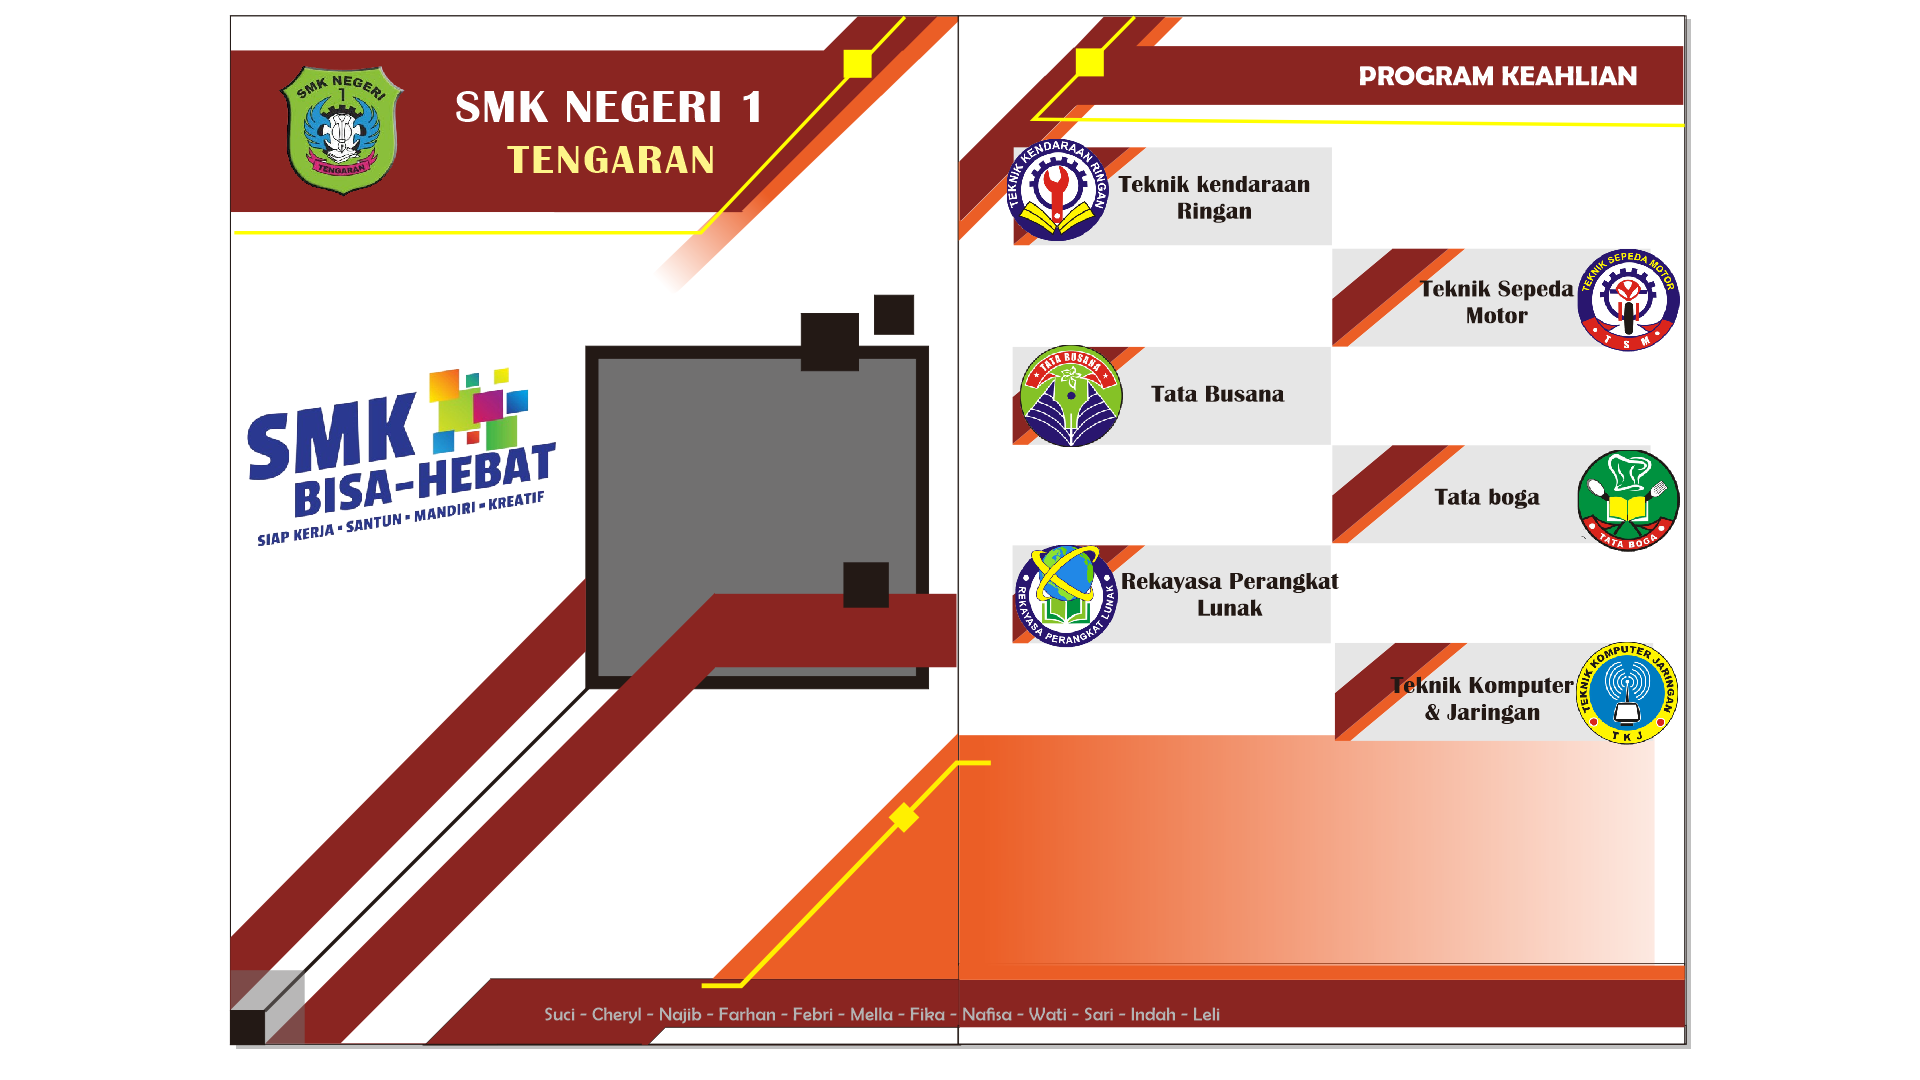 SMK NEGERI
1
TENGARAN
SMK NEGERI 1
TENGARAN
SMK
BISA-HEBAT
SIAP KERJA ▪ SANTUN ▪ MANDIRI ▪ KREATIF
PROGRAM KEAHLIAN
TEKNIK KENDARAAN RINGAN
Teknik kendaraan
Ringan
Teknik Sepeda
Motor
TEKNIK SEPEDA MOTOR
T S M
TATA BUSANA
Tata Busana
Tata boga
TATA BOGA
REKAYASA PERANGKAT LUNAK
Rekayasa Perangkat
Lunak
Teknik Komputer
& Jaringan
TEKNIK KOMPUTER JARINGAN
T K J
Suci - Cheryl - Najib - Farhan - Febri - Mella - Fika - Nafisa - Wati - Sari - Indah - Leli